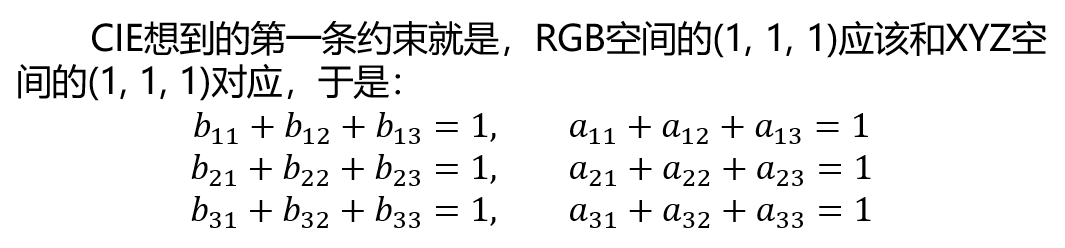 CIE想到的第一条约束就是，RGB空间的(1, 1, 1)应该和XYZ空
间的(1, 1, 1)对应，于是：
b₁₁ + b₁₂ + b₁₃ = 1, a₁₁ + a₁₂ + a₁₃ = 1
b₂₁ + b₂₂ + b₂₃ = 1, a₂₁ + a₂₂ + a₂₃ = 1
b₃₁ + b₃₂ + b₃₃ = 1, a₃₁ + a₃₂ + a₃₃ = 1